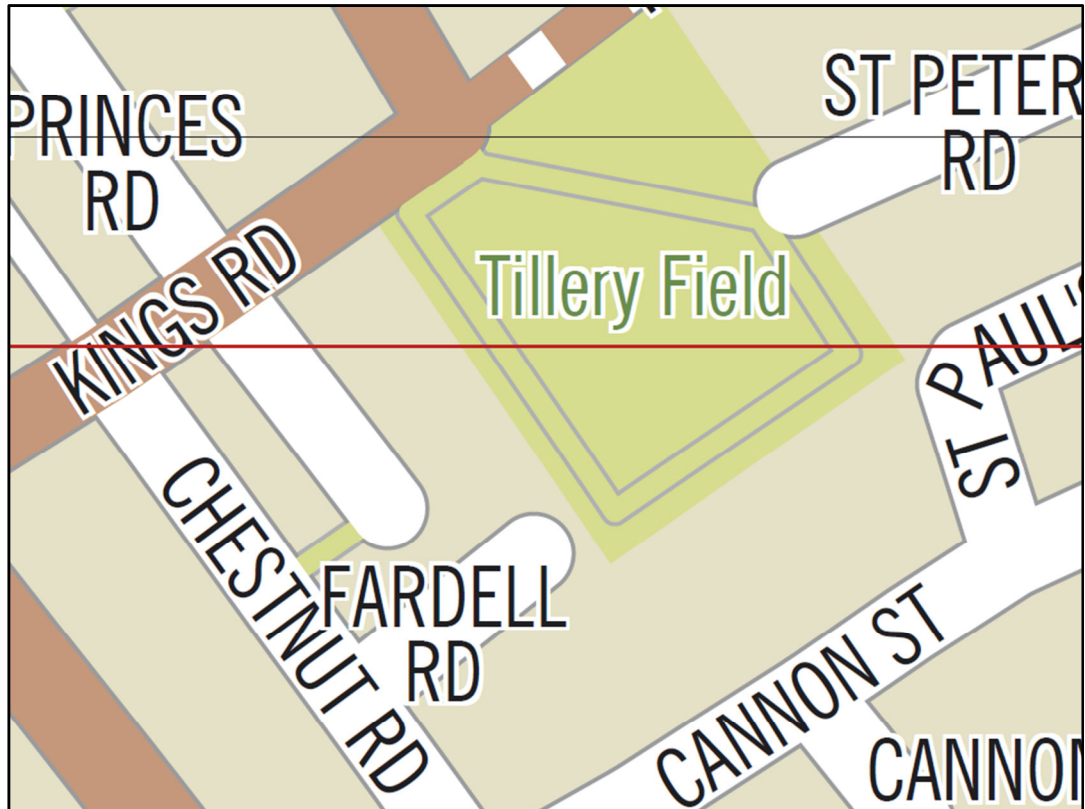 PRINCES
RD
ST PETER
RD
KINGS RD
Tillery Field
ST PAUL'S
CHESTNUT RD
FARDELL
RD
CANNON ST
CANNON